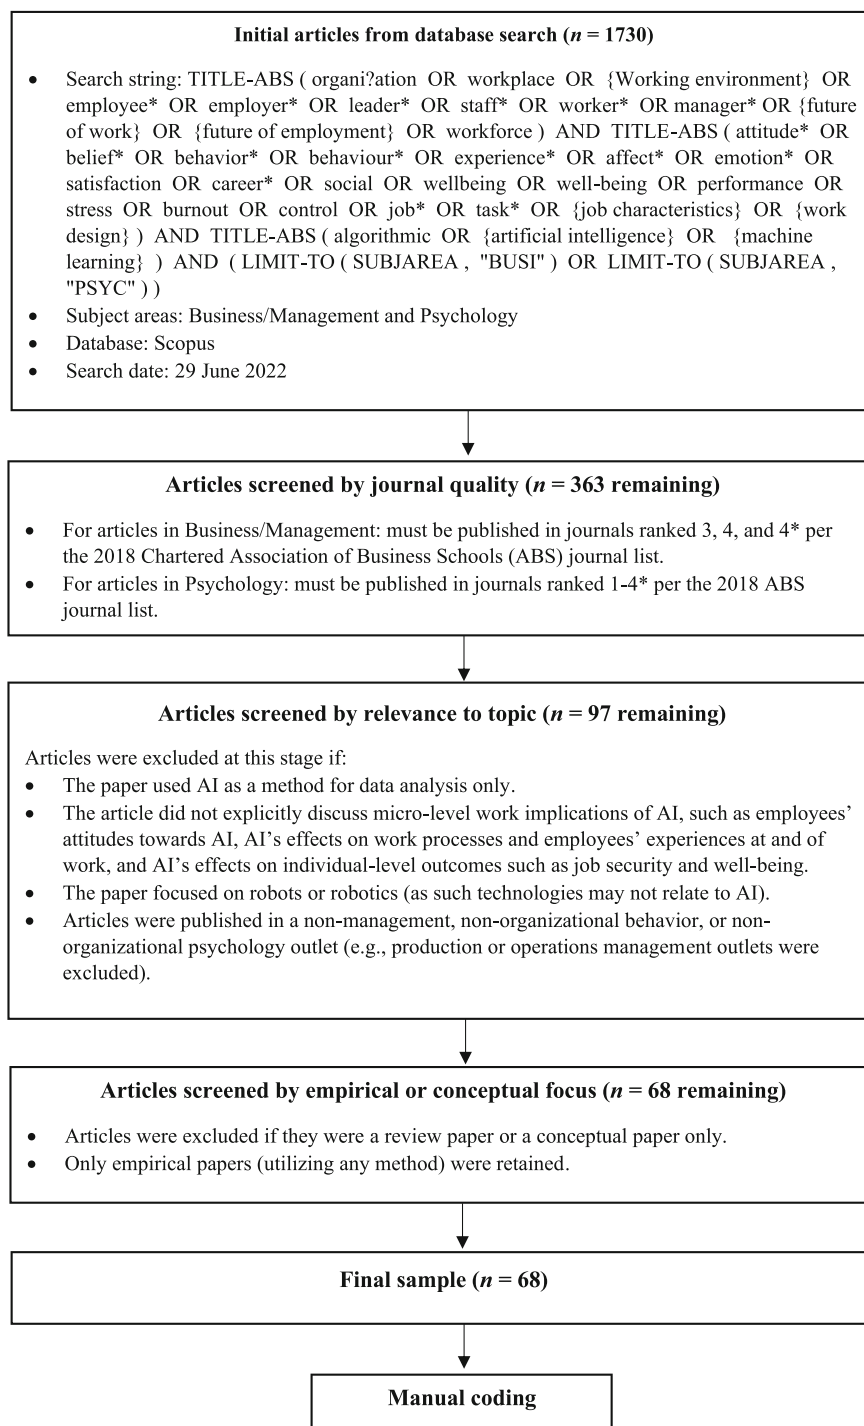 Initial articles from database search (n = 1730)
• Search string: TITLE-ABS ( organi?ation OR workplace OR {Working environment} OR
employee* OR employer* OR leader* OR staff* OR worker* OR manager* OR {future
of work} OR {future of employment} OR workforce ) AND TITLE-ABS ( attitude* OR
belief* OR behavior* OR behaviour* OR experience* OR affect* OR emotion* OR
satisfaction OR career* OR social OR wellbeing OR well-being OR performance OR
stress OR burnout OR control OR job* OR task* OR {job characteristics} OR {work
design} ) AND TITLE-ABS ( algorithmic OR {artificial intelligence} OR {machine
learning} ) AND ( LIMIT-TO ( SUBJAREA , "BUSI" ) OR LIMIT-TO ( SUBJAREA ,
"PSYC" ) )
• Subject areas: Business/Management and Psychology
• Database: Scopus
• Search date: 29 June 2022
Articles screened by journal quality (n = 363 remaining)
• For articles in Business/Management: must be published in journals ranked 3, 4, and 4* per
the 2018 Chartered Association of Business Schools (ABS) journal list.
• For articles in Psychology: must be published in journals ranked 1-4* per the 2018 ABS
journal list.
Articles screened by relevance to topic (n = 97 remaining)
Articles were excluded at this stage if:
• The paper used AI as a method for data analysis only.
• The article did not explicitly discuss micro-level work implications of AI, such as employees’
attitudes towards AI, AI’s effects on work processes and employees’ experiences at and of
work, and AI’s effects on individual-level outcomes such as job security and well-being.
• The paper focused on robots or robotics (as such technologies may not relate to AI).
• Articles were published in a non-management, non-organizational behavior, or non-
organizational psychology outlet (e.g., production or operations management outlets were
excluded).
Articles screened by empirical or conceptual focus (n = 68 remaining)
• Articles were excluded if they were a review paper or a conceptual paper only.
• Only empirical papers (utilizing any method) were retained.
Final sample (n = 68)
Manual coding